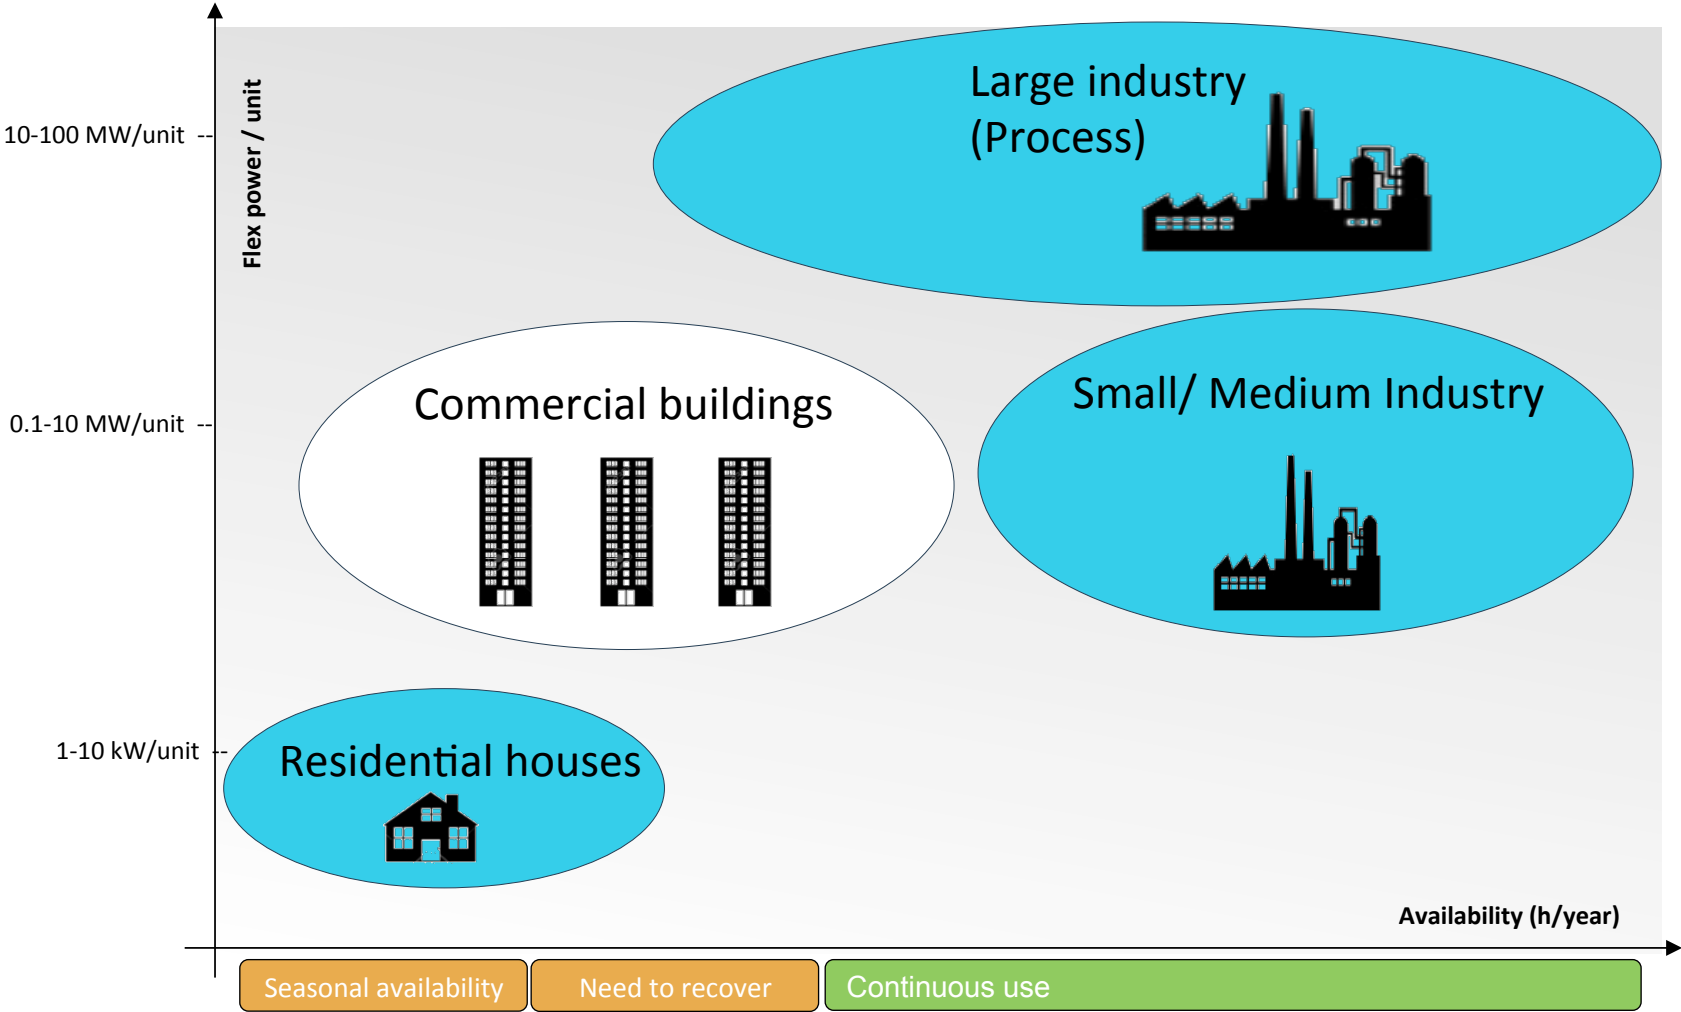 Flex power / unit
Large industry
(Process)
10-100 MW/unit --
Commercial buildings
Small/ Medium Industry
0.1-10 MW/unit --
1-10 kW/unit --
Residential houses
Availability (h/year)
Seasonal availability
Need to recover
Continuous use